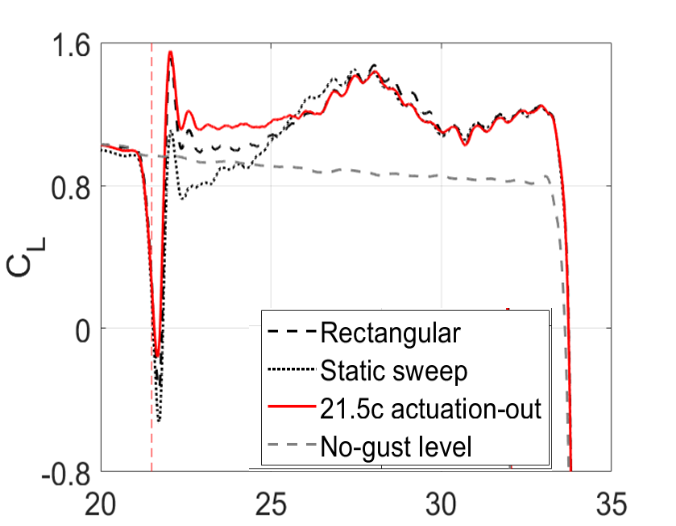 1.6
0.8
0
-0.8
C_L
20
25
30
35
Rectangular
Static sweep
21.5c actuation-out
No-gust level